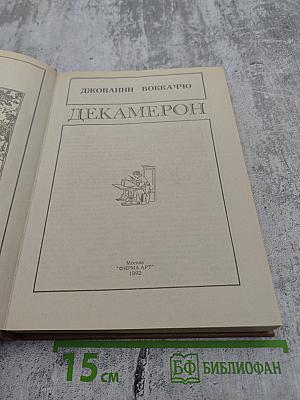 ДЖОВАННИ БОККАЧЧО
ДЕКАМЕРОН
Москва
"ФИРМА АРТ"
1992
15 СМ
БФ БИБЛИОФАН